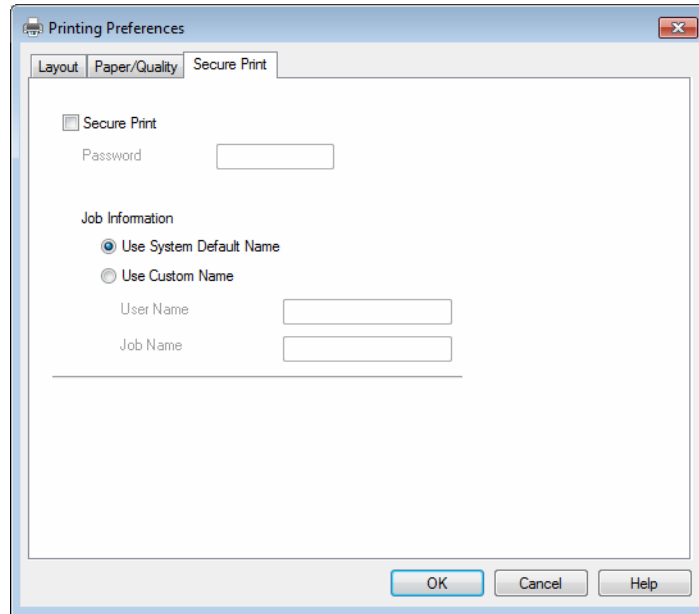 Printing Preferences
Layout Paper/Quality Secure Print
Secure Print
Password
Job Information
Use System Default Name
Use Custom Name
User Name
Job Name
OK Cancel Help